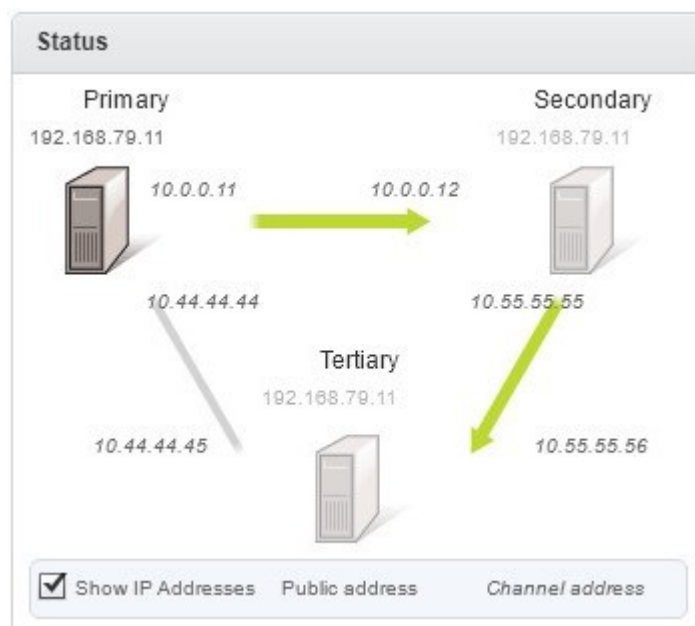 Status
Primary
Secondary
192.168.79.11
192.168.79.11
10.0.0.11
10.0.0.12
10.44.44.44
10.55.55.55
Tertiary
192.168.79.11
10.44.44.45
10.55.55.56
Show IP Addresses
Public address
Channel address